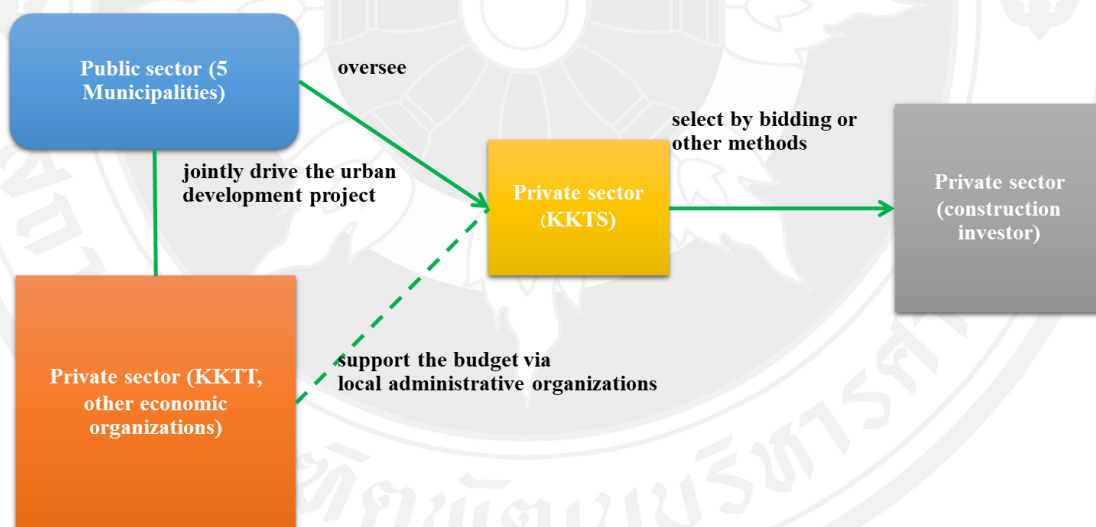 Public sector (5
Municipalities)
oversee
jointly drive the urban
development project
select by bidding or
other methods
Private sector
(KKTS)
Private sector
(construction
investor)
Private sector (KKTT,
other economic
organizations)
support the budget via
local administrative organizations